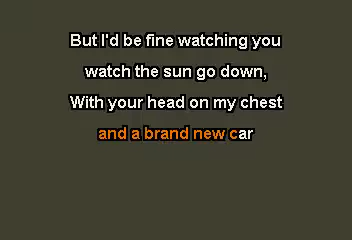 But I'd be fine watching you
watch the sun go down,
With your head on my chest
and a brand new car